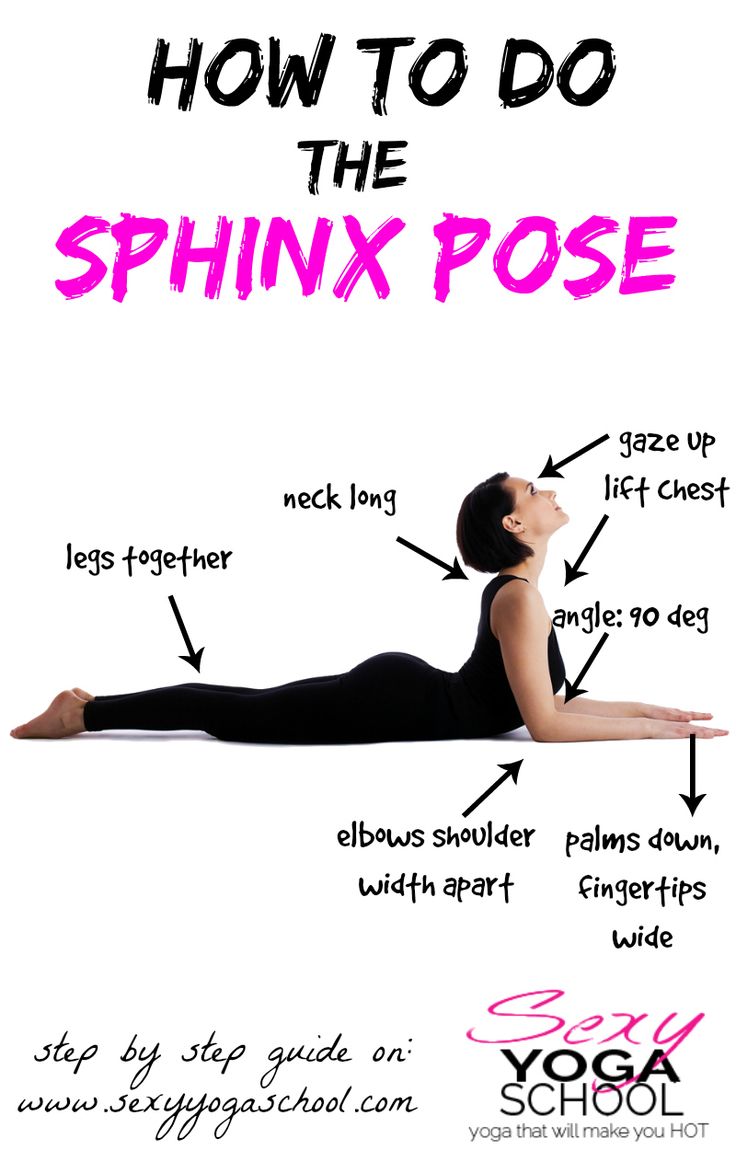 HOW TO DO
THE
SPHINX POSE
gaze up
lift chest
neck long
legs together
angle: 90 deg
elbows shoulder
width apart
palms down,
fingertips
wide
step by step guide on:
www.sexyyogaschool.com
Sexy
YOGA
SCHOOL
yoga that will make you HOT